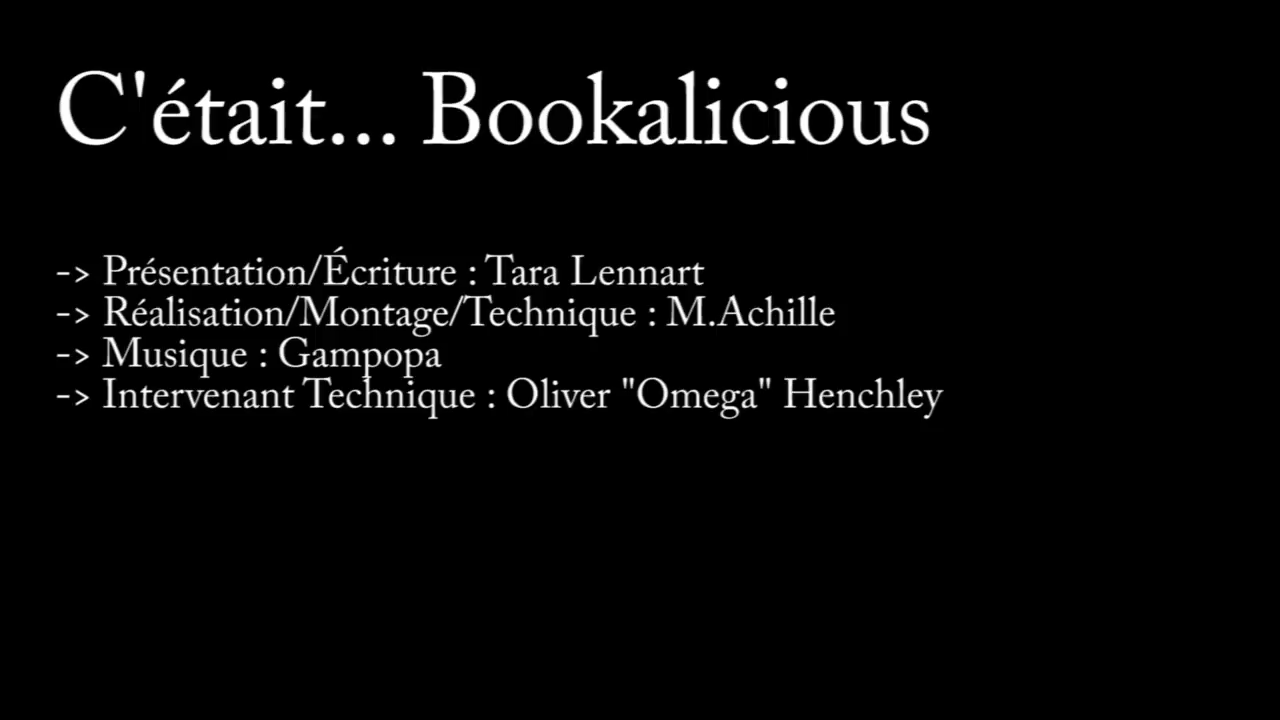 C'était... Bookalicious
-> Présentation/Écriture : Tara Lennart
-> Réalisation/Montage/Technique : M.Achille
-> Musique : Gampopa
-> Intervenant Technique : Oliver "Omega" Henchley